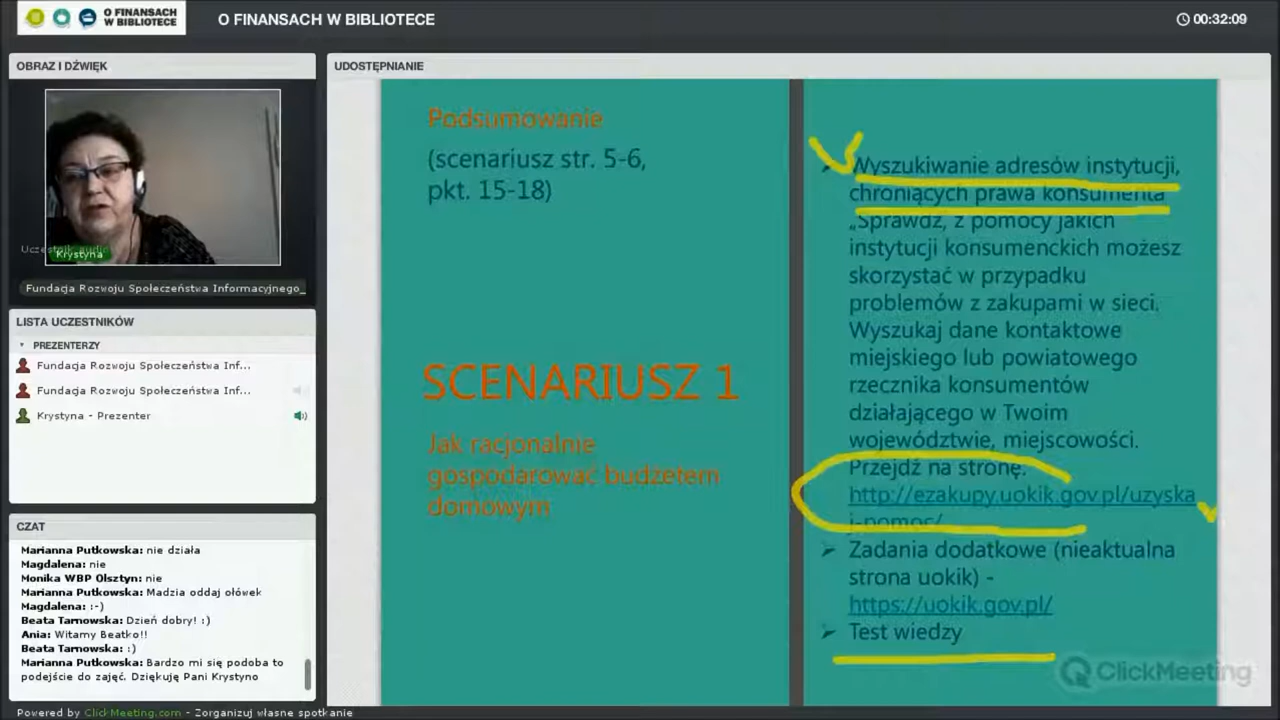 O FINANSACH
W BIBLIOTECE
O FINANSACH W BIBLIOTECE
00:32:09
OBRAZ I DŹWIĘK
Uczestnik audio
Krystyna
Fundacja Rozwoju Społeczeństwa Informacyjnego_
LISTA UCZESTNIKÓW
PREZENTERZY
Fundacja Rozwoju Społeczeństwa Inf...
Fundacja Rozwoju Społeczeństwa Inf...
Krystyna - Prezenter
CZAT
Marianna Putkowska: nie działa
Magdalena: nie
Monika WBP Olsztyn: nie
Marianna Putkowska: Madzia oddaj ołówek
Magdalena: :-)
Beata Tarnowska: Dzień dobry! :)
Ania: Witamy Beatko!!
Beata Tarnowska: :)
Marianna Putkowska: Bardzo mi się podoba to
podejście do zajęć. Dziękuję Pani Krystyno
UDOSTĘPNIANIE
Podsumowanie
(scenariusz str. 5-6,
pkt. 15-18)
SCENARIUSZ 1
Jak racjonalnie
gospodarować budżetem
domowym
Wyszukiwanie adresów instytucji,
chroniących prawa konsumenta
„Sprawdź, z pomocy jakich
instytucji konsumenckich możesz
skorzystać w przypadku
problemów z zakupami w sieci.
Wyszukaj dane kontaktowe
miejskiego lub powiatowego
rzecznika konsumentów
działającego w Twoim
województwie, miejscowości.
Przejdź na stronę:
http://ezakupy.uokik.gov.pl/uzyska
j-pomoc/
Zadania dodatkowe (nieaktualna
strona uokik) -
https://uokik.gov.pl/
Test wiedzy
ClickMeeting
Powered by ClickMeeting.com - Zorganizuj własne spotkanie